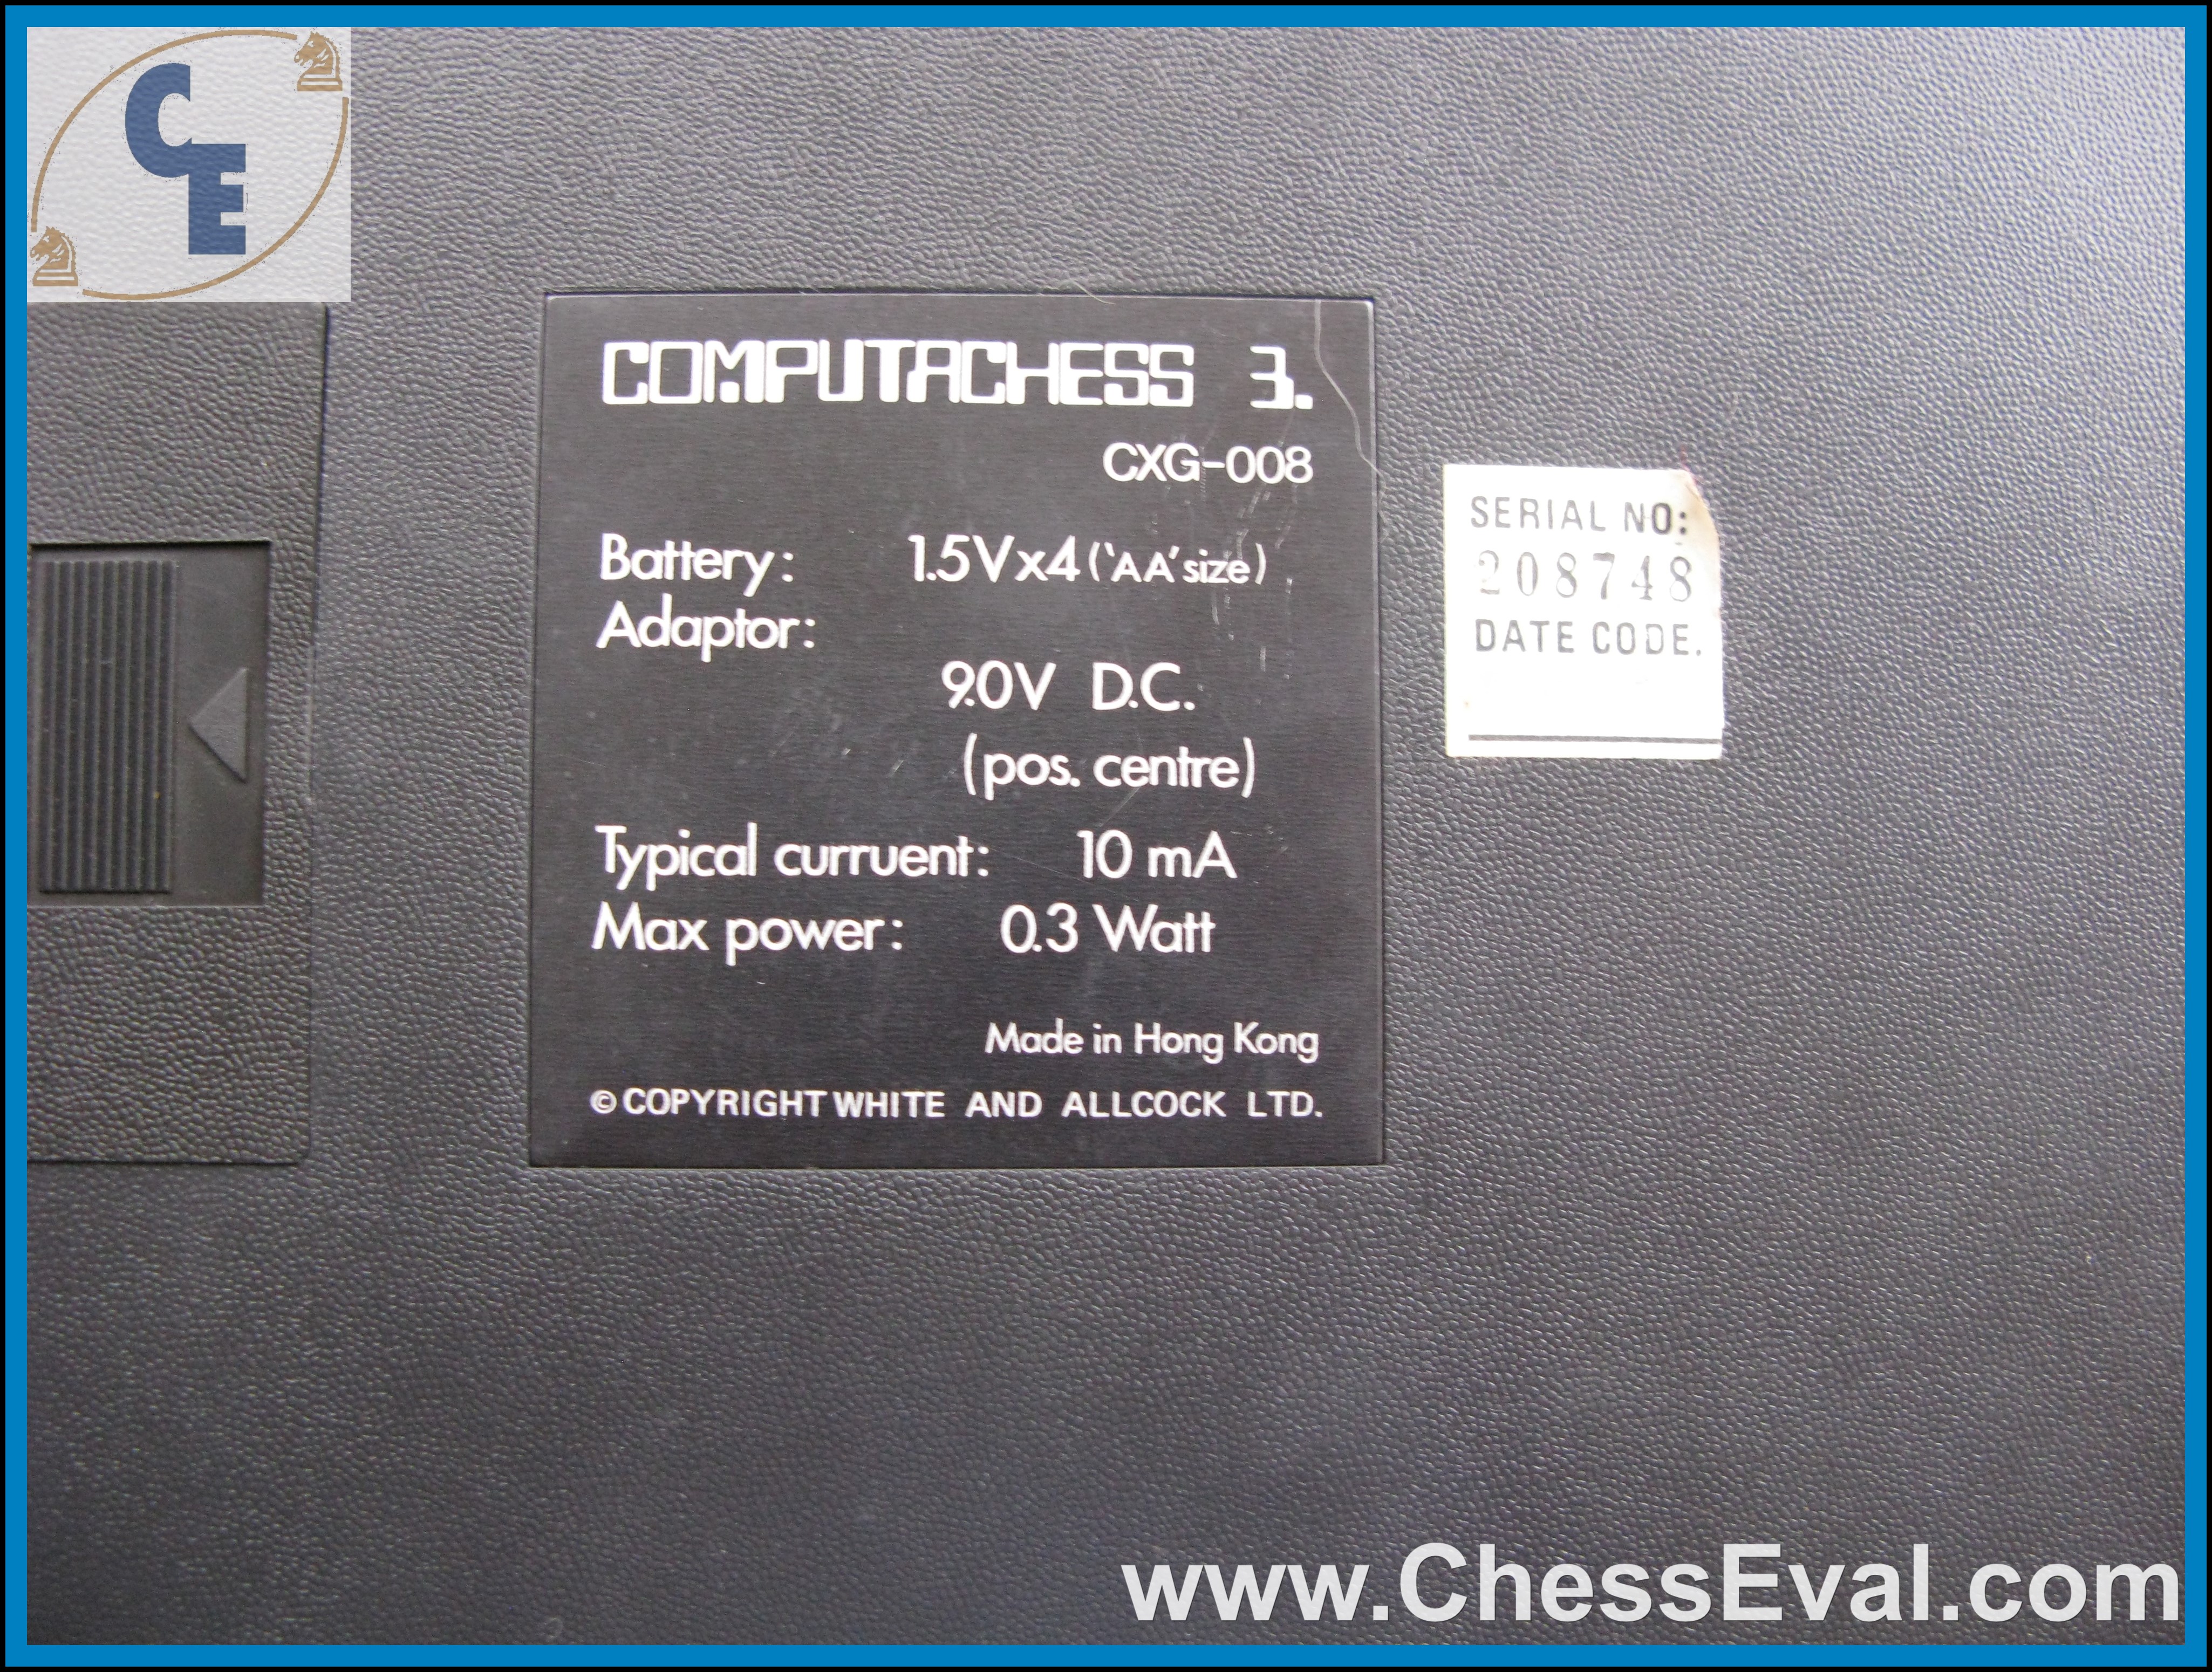 CE
COMPUTACHESS 3.
CXG-008
Battery: 1.5Vx4 ('AA' size)
Adaptor:
9.0V D.C.
(pos. centre)
Typical curruent: 10 mA
Max power: 0.3 Watt
Made in Hong Kong
© COPYRIGHT WHITE AND ALLCOCK LTD.
SERIAL NO:
208748
DATE CODE.
www.ChessEval.com